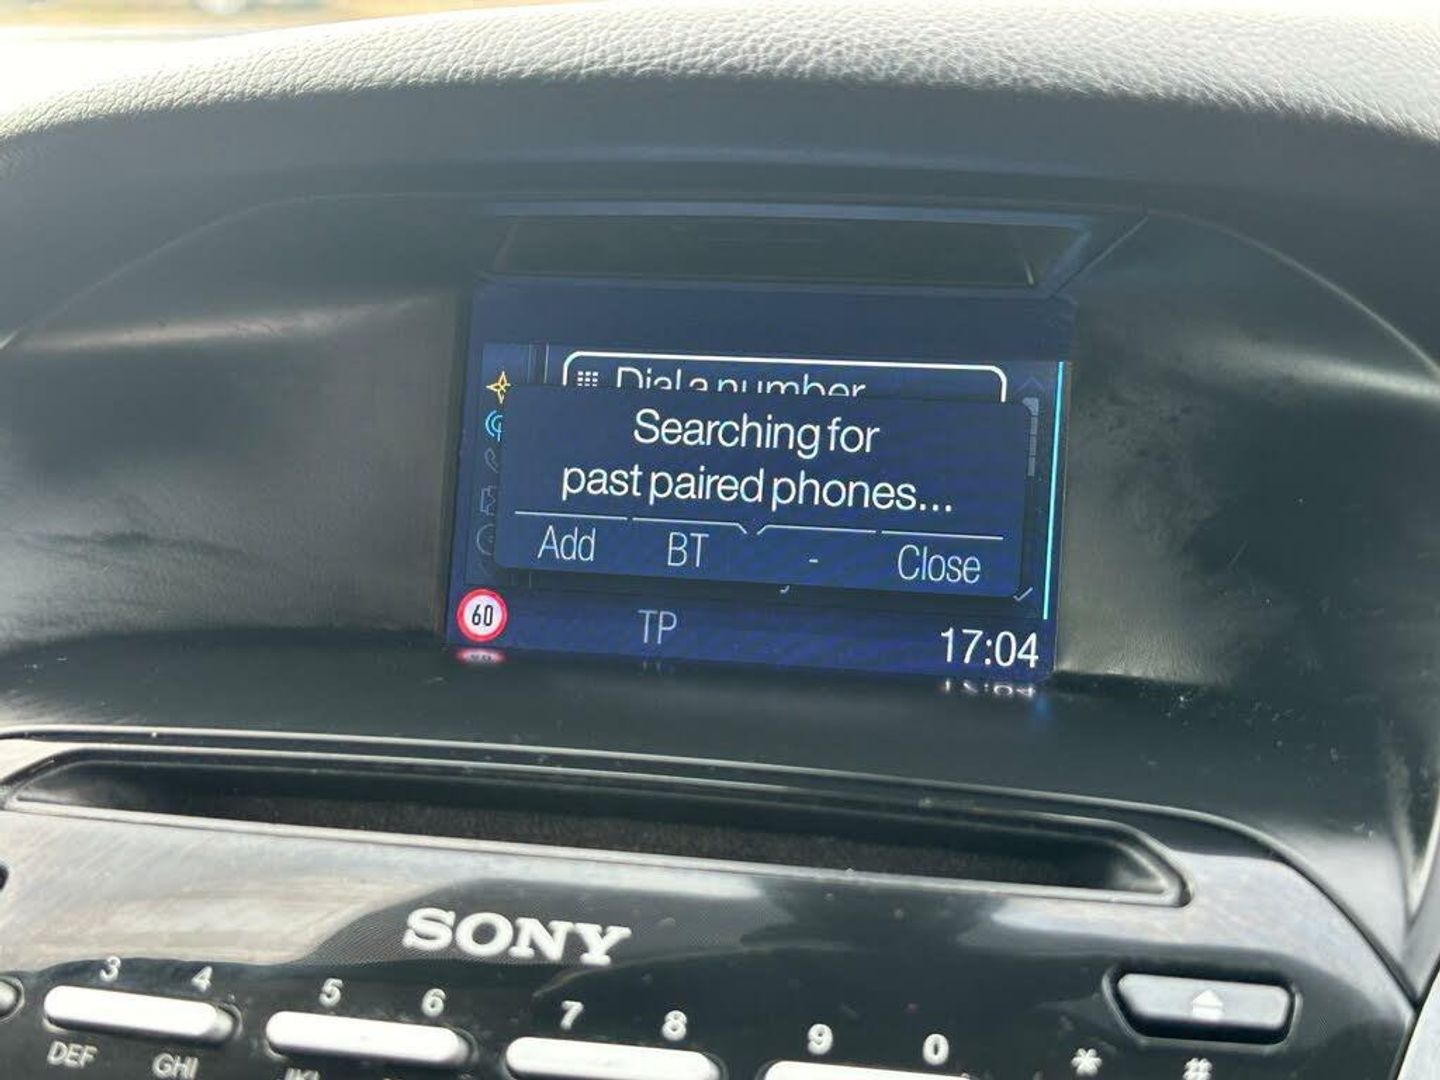 Dial a number
Searching for
past paired phones...
Add BT - Close
60 TP 17:04
SONY
3 4 5 6 7 8 9 0 * #
DEF GHI